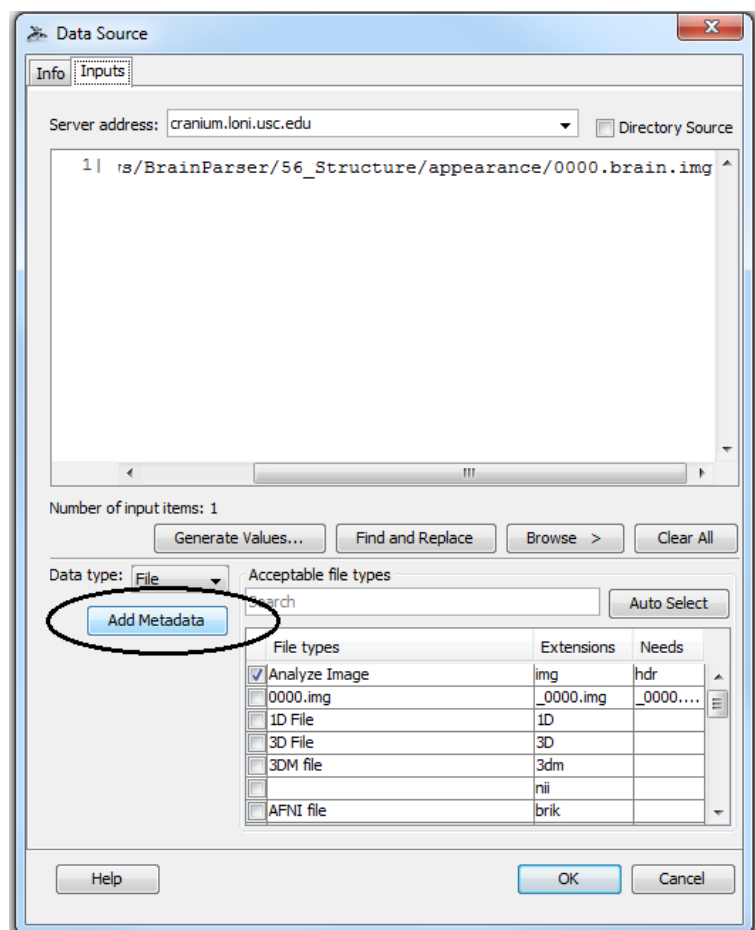 Data Source
Info Inputs
Server address: cranium.loni.usc.edu Directory Source
1| rs/BrainParser/56_Structure/appearance/0000.brain.img
Number of input items: 1
Generate Values... Find and Replace Browse > Clear All
Data type: File Acceptable file types
Search Auto Select
Add Metadata
File types Extensions Needs
Analyze Image img hdr
0000.img _0000.img _0000....
1D File 1D
3D File 3D
3DM file 3dm
nii
AFNI file brik
Help OK Cancel